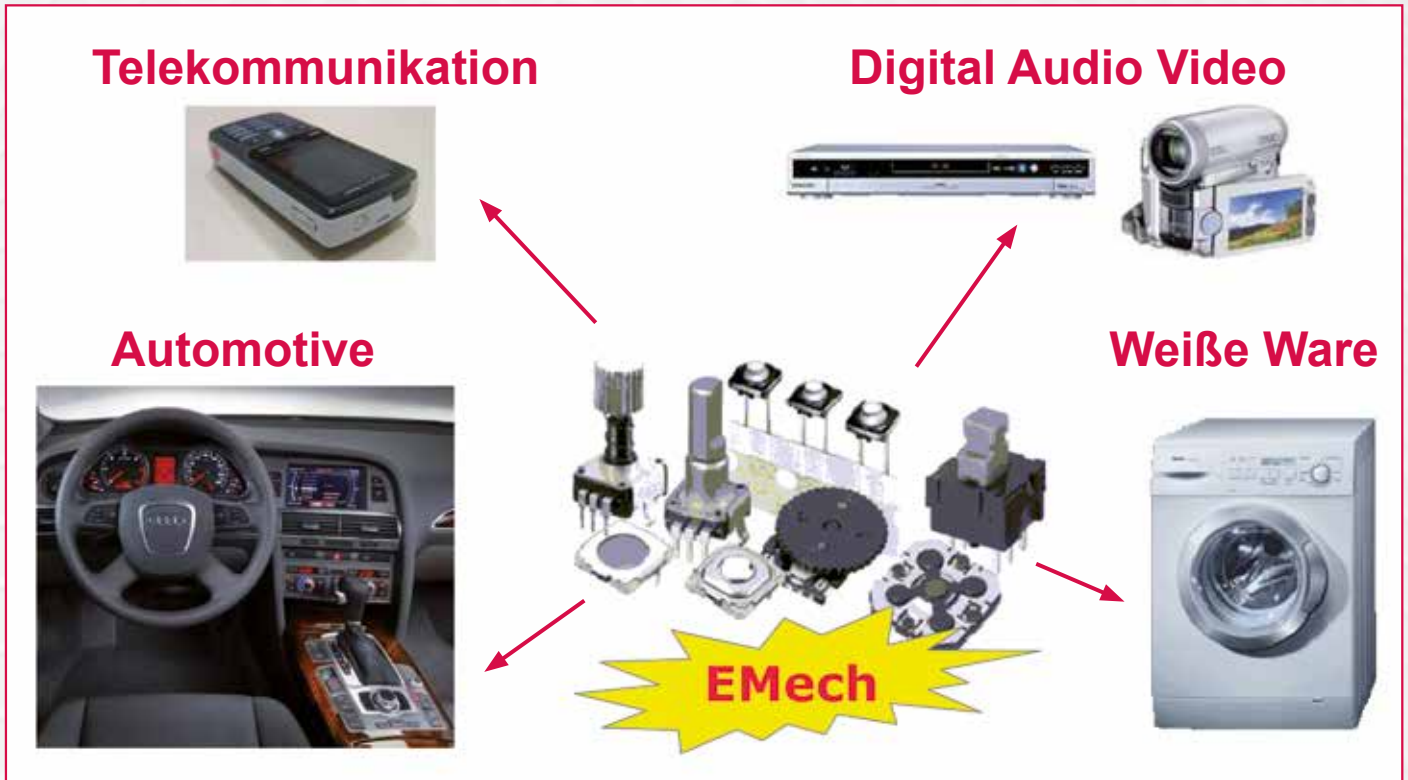 Telekommunikation
Digital Audio Video
Automotive
Weiße Ware
EMech